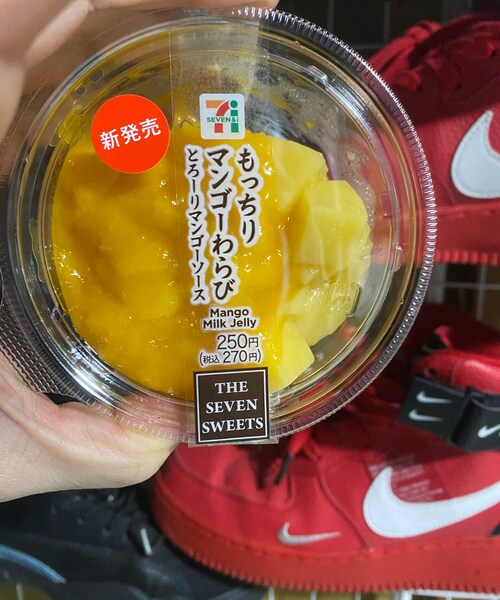 新発売
SEVEN&i
もっちり
マンゴーわらび
とろーりマンゴーソース
Mango
Milk Jelly
250円
(税込 270円)
THE
SEVEN
SWEETS